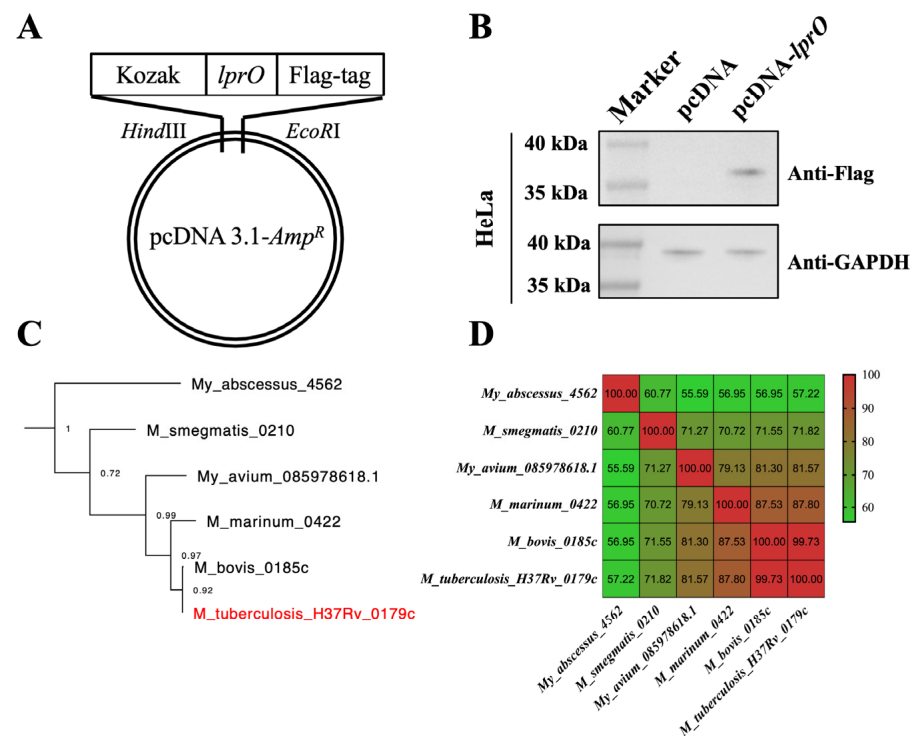 A
Kozak lprO Flag-tag
HindIII EcoRI
pcDNA 3.1-AmpR
B
Marker pcDNA pcDNA-lprO
HeLa
40 kDa
35 kDa
Anti-Flag
40 kDa
35 kDa
Anti-GAPDH
C
My_abscessus_4562
1
M_smegmatis_0210
0.72
My_avium_085978618.1
0.99
M_marinum_0422
0.97
M_bovis_0185c
0.92
M_tuberculosis_H37Rv_0179c
D
My_abscessus_4562 100.00 60.77 55.59 56.95 56.95 57.22
M_smegmatis_0210 60.77 100.00 71.27 70.72 71.55 71.82
My_avium_085978618.1 55.59 71.27 100.00 79.13 81.30 81.57
M_marinum_0422 56.95 70.72 79.13 100.00 87.53 87.80
M_bovis_0185c 56.95 71.55 81.30 87.53 100.00 99.73
M_tuberculosis_H37Rv_0179c 57.22 71.82 81.57 87.80 99.73 100.00
My_abscessus_4562
M_smegmatis_0210
My_avium_085978618.1
M_marinum_0422
M_bovis_0185c
M_tuberculosis_H37Rv_0179c
100
90
80
70
60